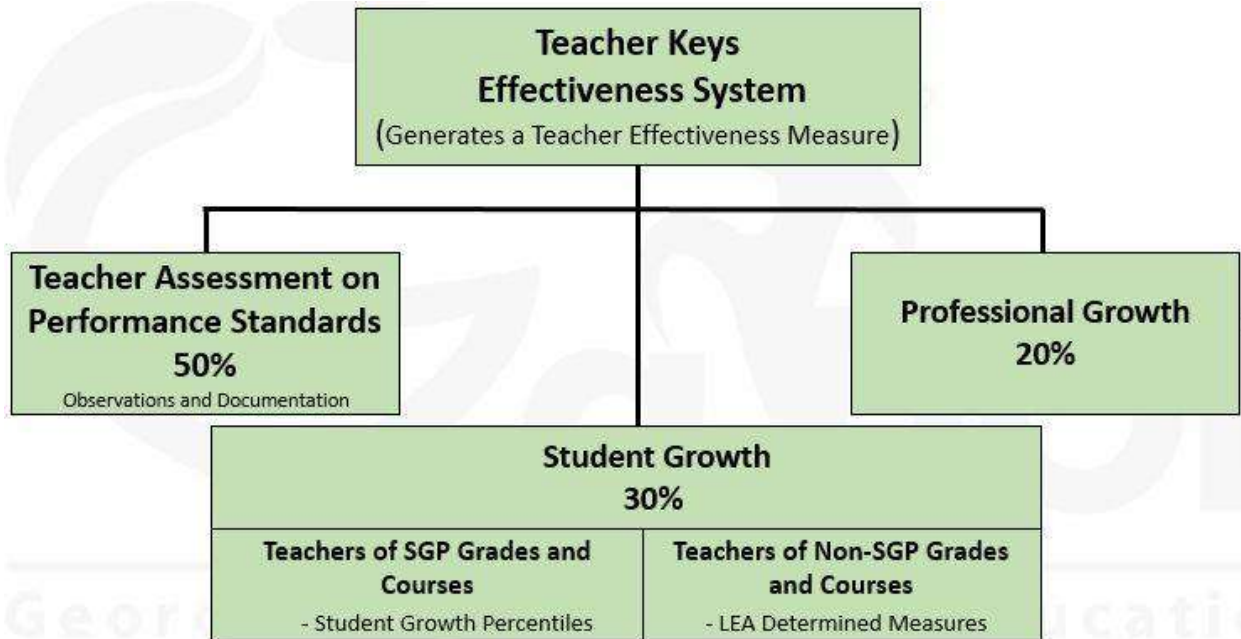 Teacher Keys
Effectiveness System
(Generates a Teacher Effectiveness Measure)
Teacher Assessment on
Performance Standards
50%
Observations and Documentation
Professional Growth
20%
Student Growth
30%
Teachers of SGP Grades and
Courses
- Student Growth Percentiles
Teachers of Non-SGP Grades
and Courses
- LEA Determined Measures